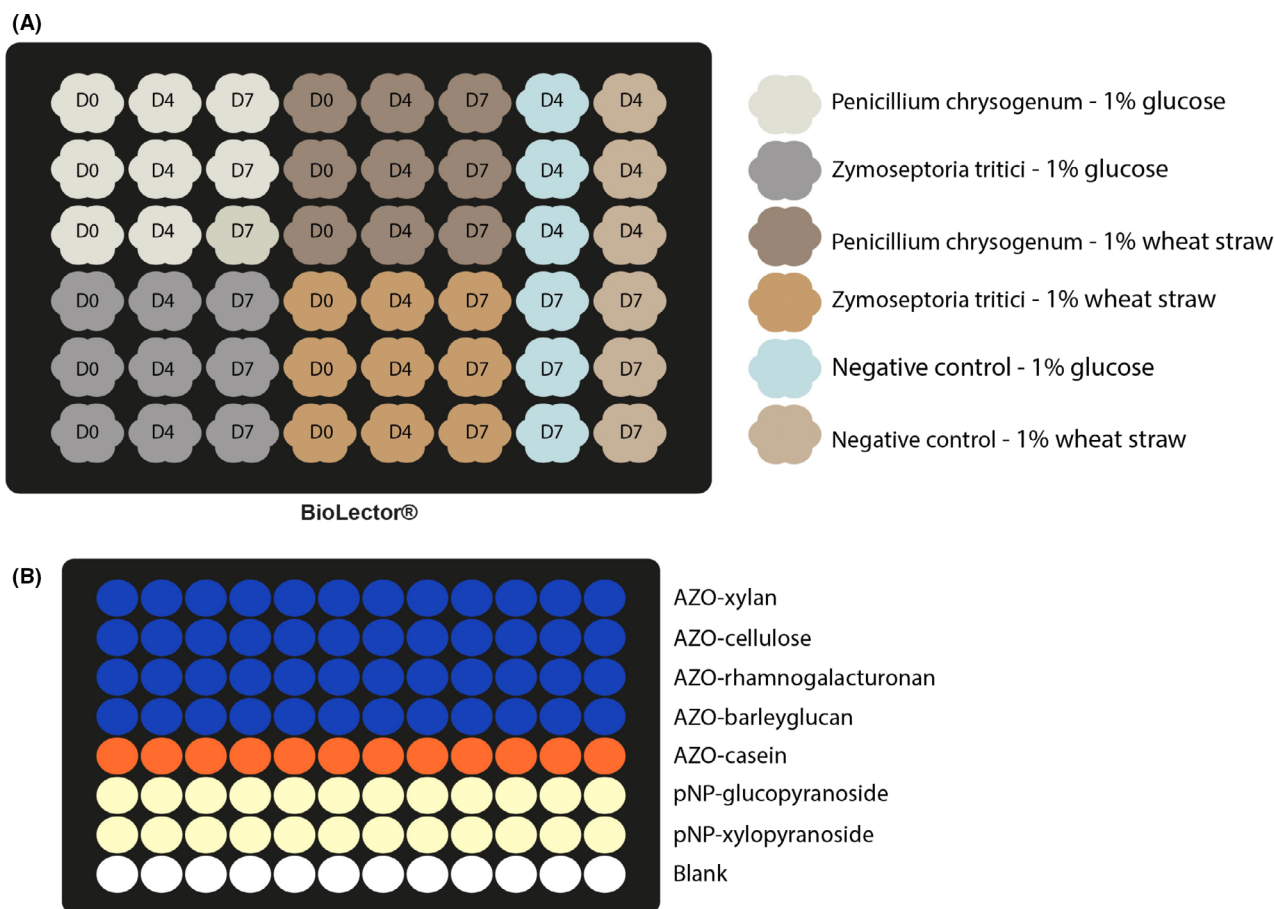 (A)
D0 D4 D7 D0 D4 D7 D4 D4
D0 D4 D7 D0 D4 D7 D4 D4
D0 D4 D7 D0 D4 D7 D4 D4
D0 D4 D7 D0 D4 D7 D7 D7
D0 D4 D7 D0 D4 D7 D7 D7
D0 D4 D7 D0 D4 D7 D7 D7
BioLector®
Penicillium chrysogenum - 1% glucose
Zymoseptoria tritici - 1% glucose
Penicillium chrysogenum - 1% wheat straw
Zymoseptoria tritici - 1% wheat straw
Negative control - 1% glucose
Negative control - 1% wheat straw
(B)
AZO-xylan
AZO-cellulose
AZO-rhamnogalacturonan
AZO-barleyglucan
AZO-casein
pNP-glucopyranoside
pNP-xylopyranoside
Blank